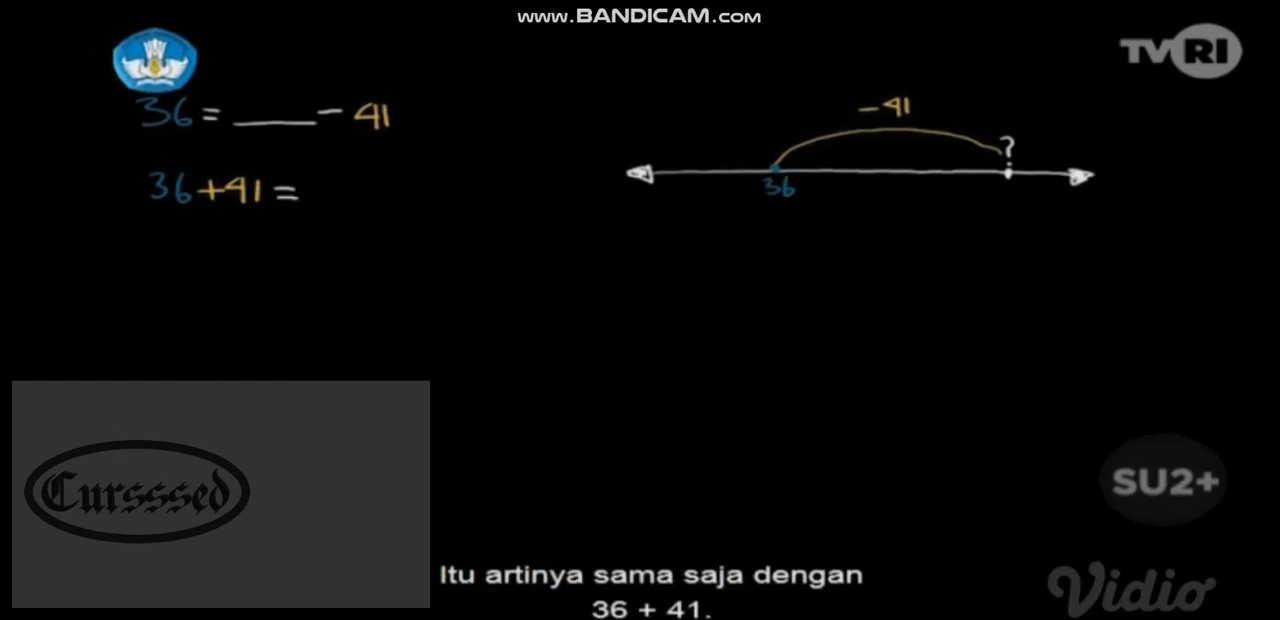 www.BANDICAM.com
TVRI
36 = ____ - 41
36 + 41 =
-41
?
36
Curssssed
SU2+
Itu artinya sama saja dengan
36 + 41.
Vidio